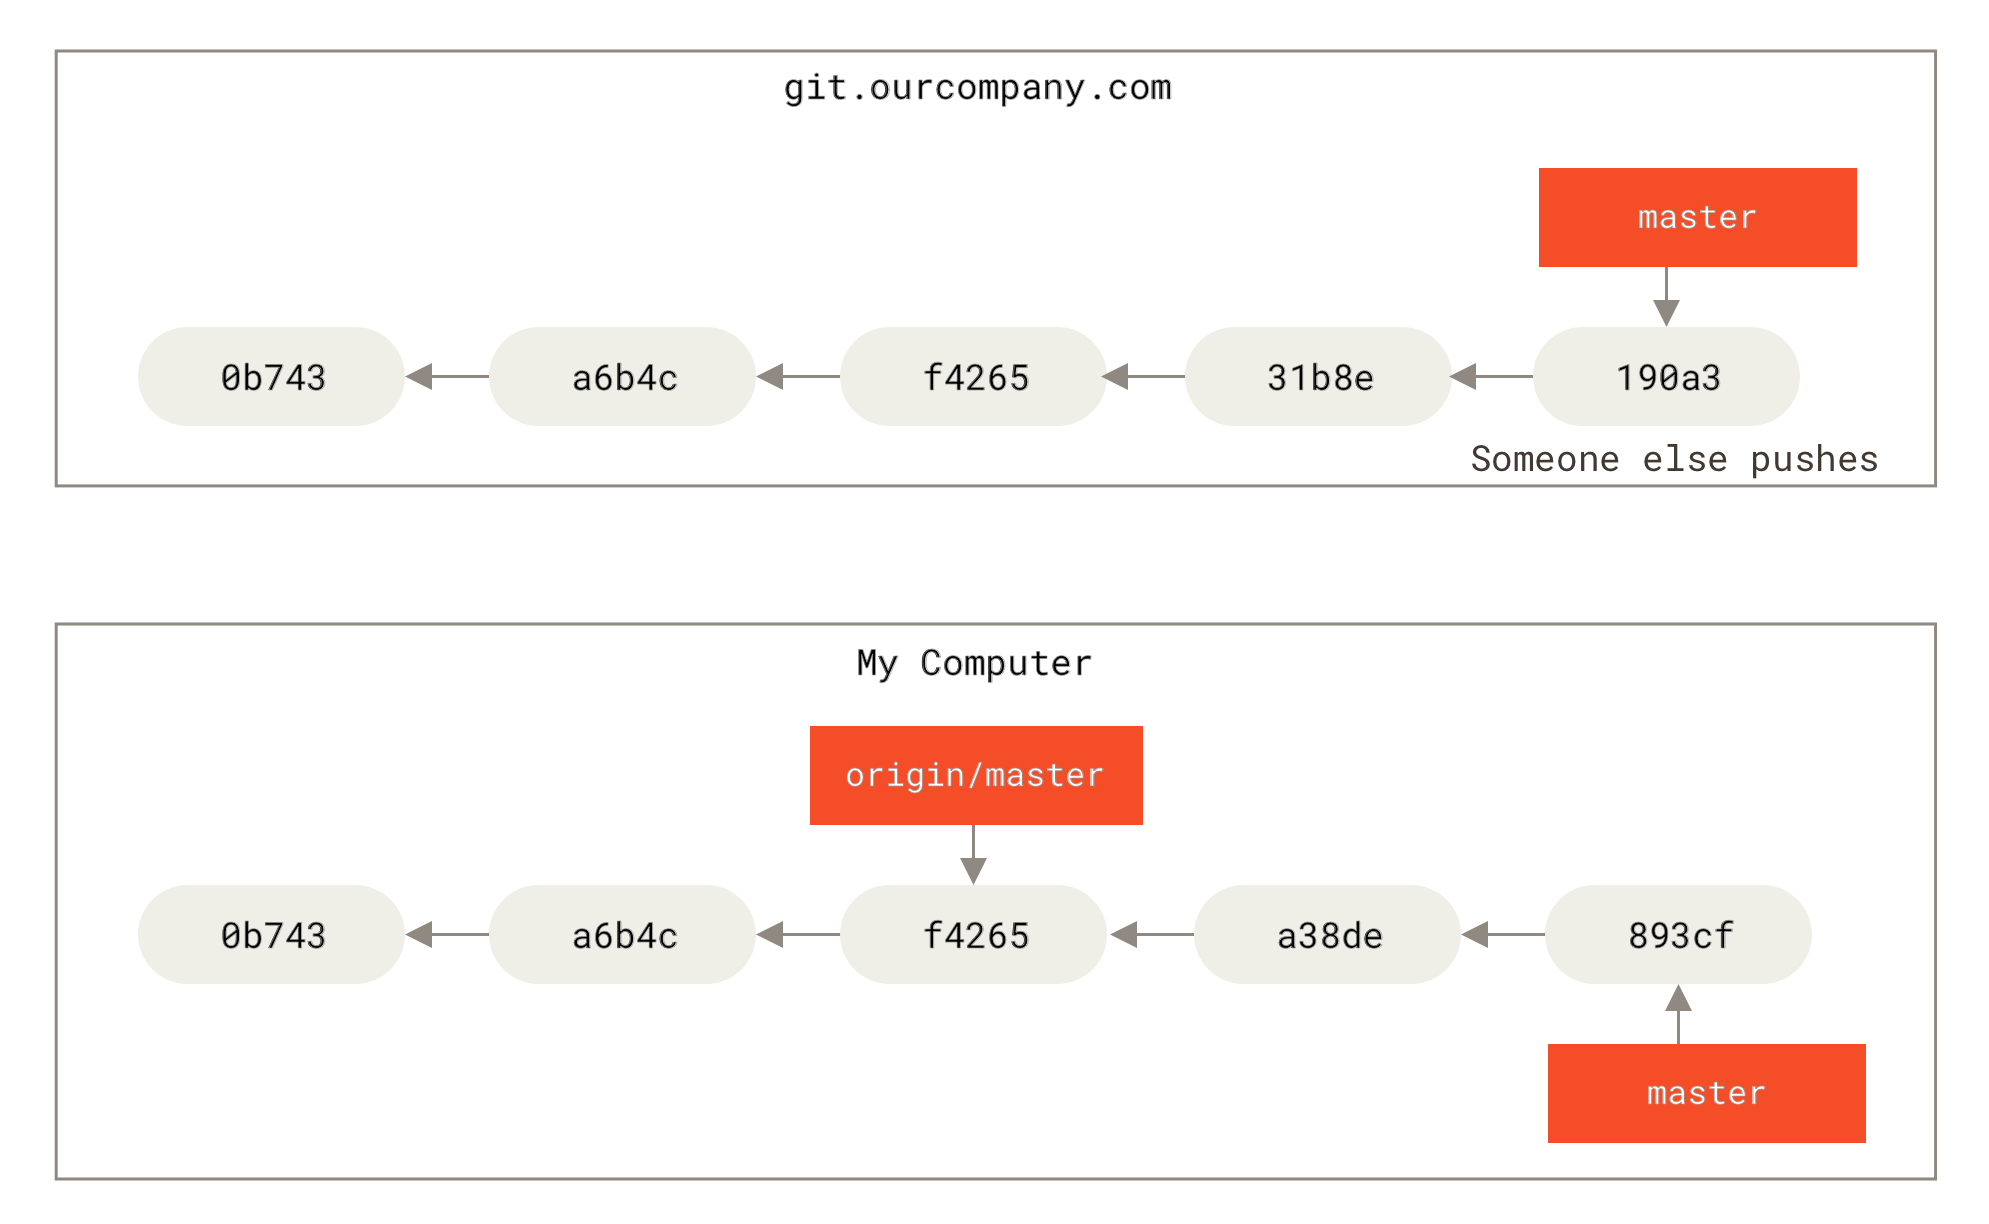 git.ourcompany.com
master
0b743
a6b4c
f4265
31b8e
190a3
Someone else pushes
My Computer
origin/master
0b743
a6b4c
f4265
a38de
893cf
master